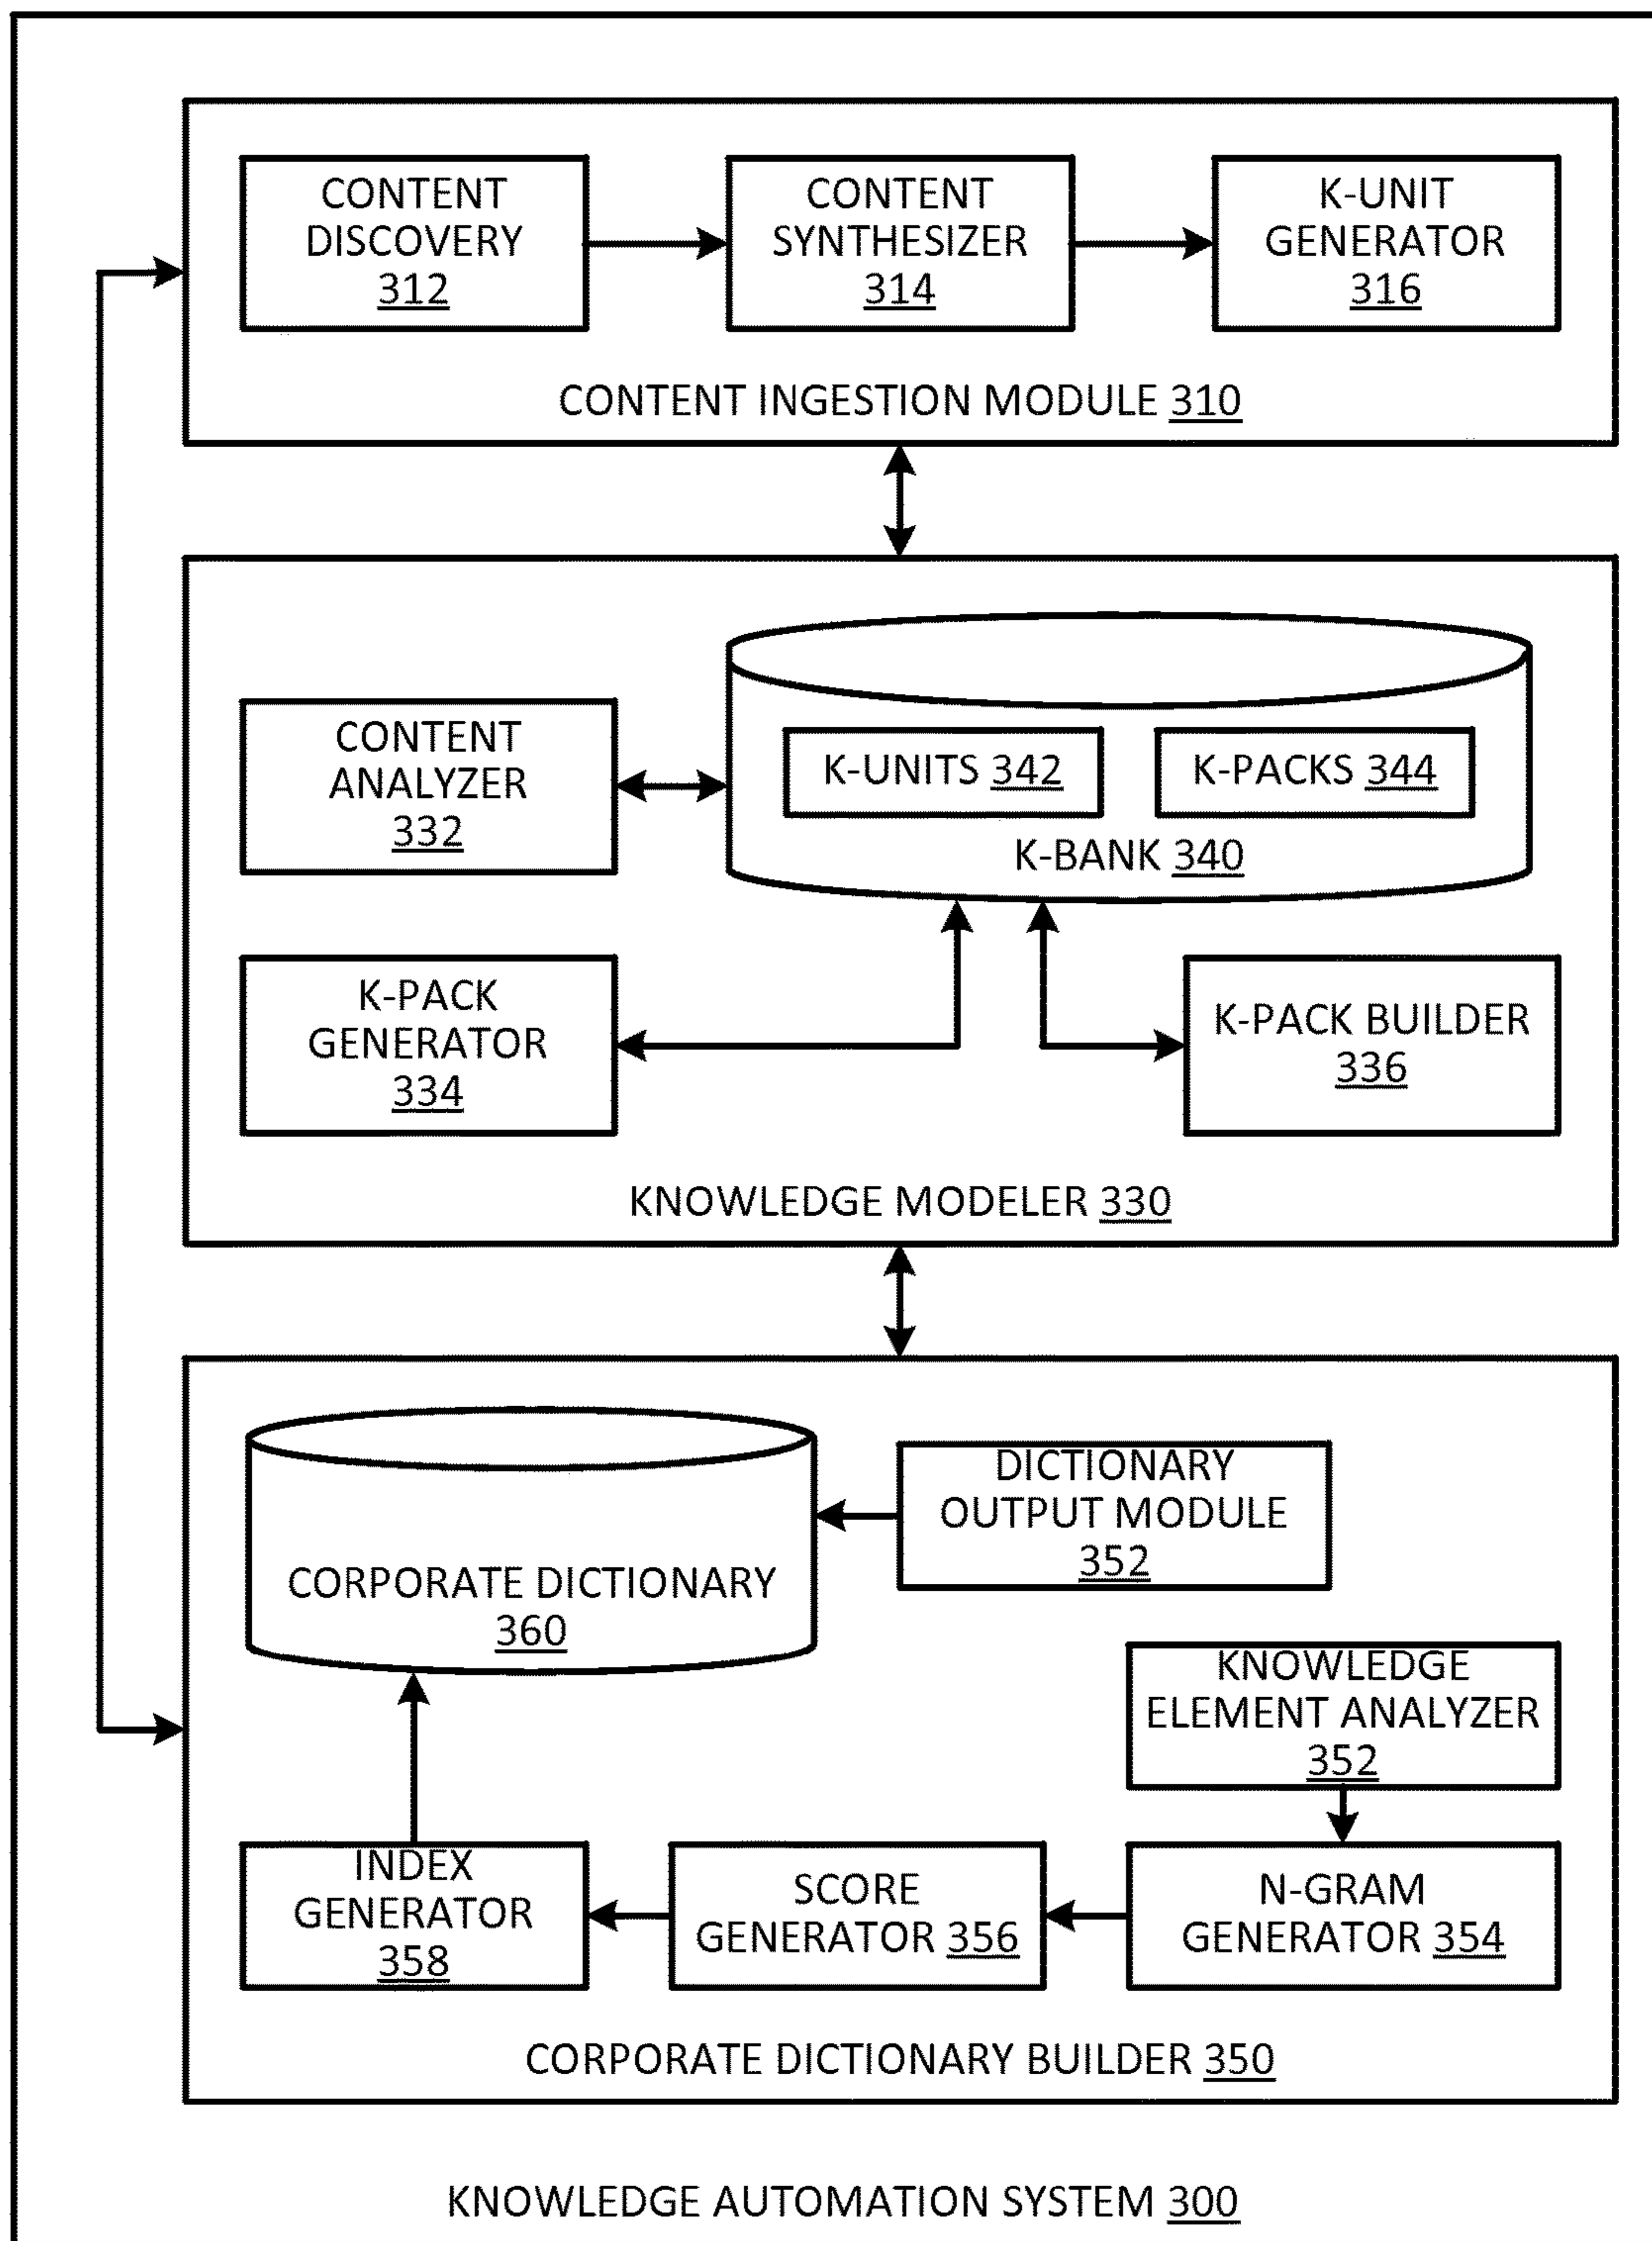 CONTENT
DISCOVERY
312
CONTENT
SYNTHESIZER
314
K-UNIT
GENERATOR
316
CONTENT INGESTION MODULE 310
CONTENT
ANALYZER
332
K-UNITS 342
K-PACKS 344
K-BANK 340
K-PACK
GENERATOR
334
K-PACK BUILDER
336
KNOWLEDGE MODELER 330
CORPORATE DICTIONARY
360
DICTIONARY
OUTPUT MODULE
352
KNOWLEDGE
ELEMENT ANALYZER
352
INDEX
GENERATOR
358
SCORE
GENERATOR 356
N-GRAM
GENERATOR 354
CORPORATE DICTIONARY BUILDER 350
KNOWLEDGE AUTOMATION SYSTEM 300